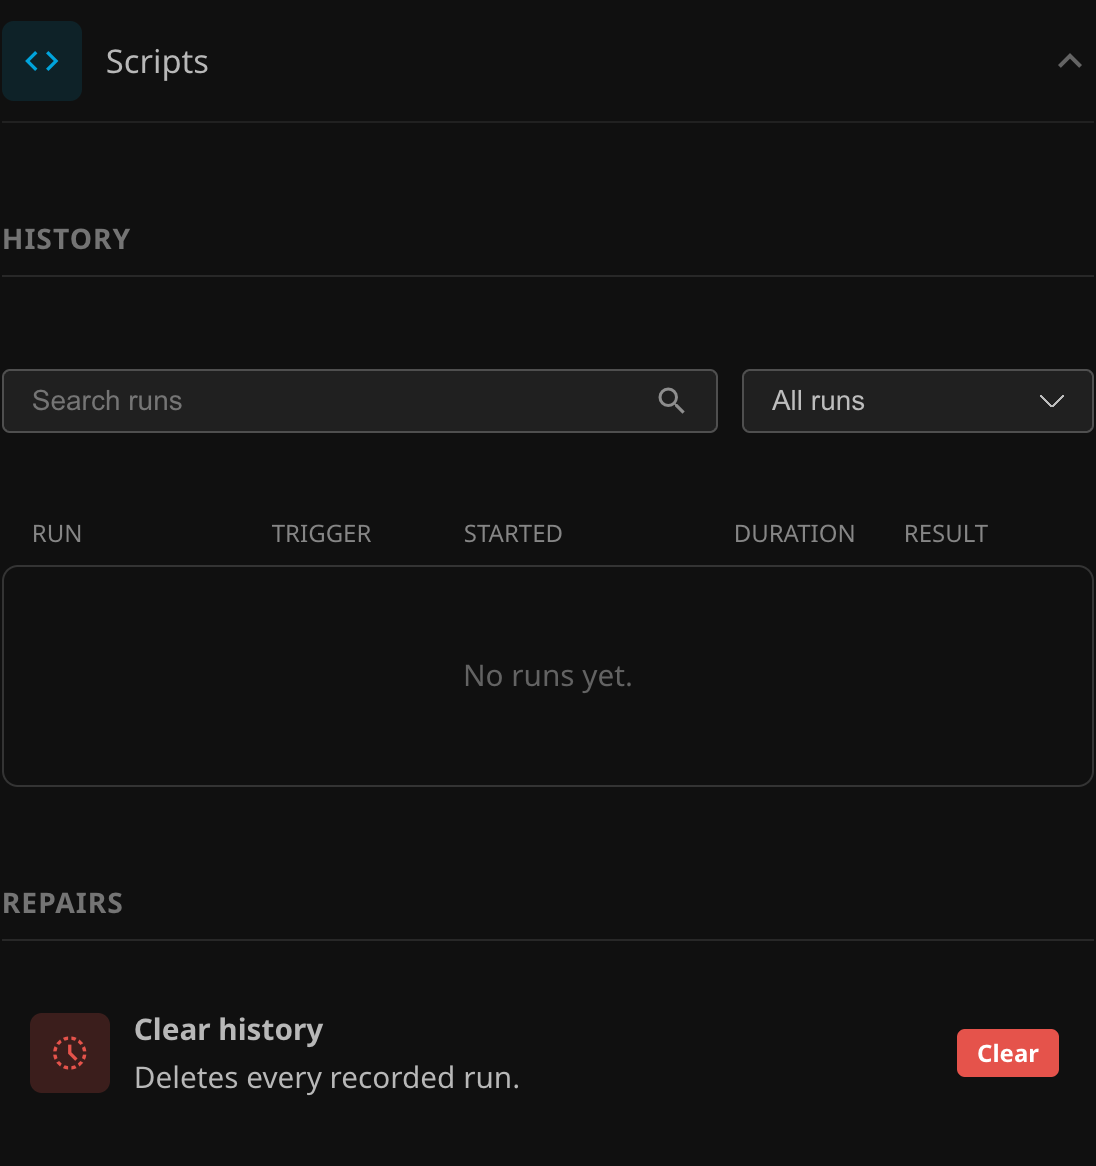 Scripts
HISTORY
Search runs
All runs
RUN TRIGGER STARTED DURATION RESULT
No runs yet.
REPAIRS
Clear history
Deletes every recorded run.
Clear